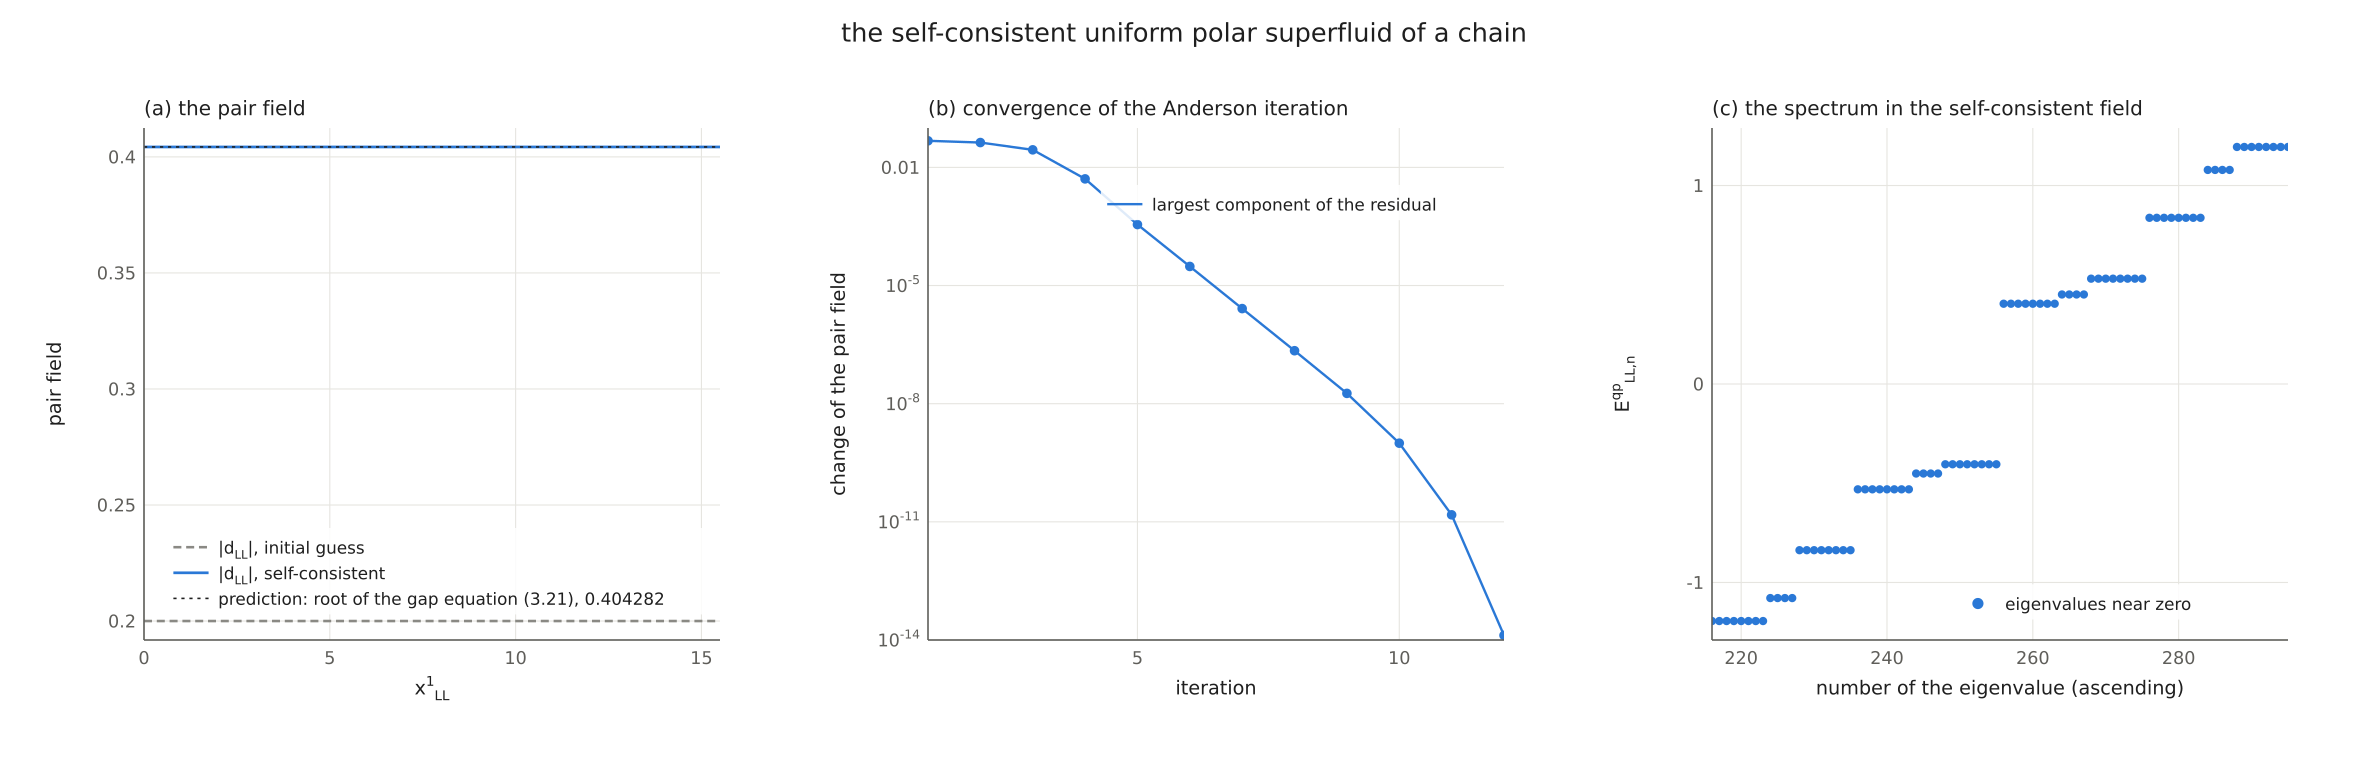 the self-consistent uniform polar superfluid of a chain
(a) the pair field
0.4
0.35
0.3
0.25
0.2
pair field
|d_LL|, initial guess
|d_LL|, self-consistent
prediction: root of the gap equation (3.21), 0.404282
0 5 10 15
x^1_LL
(b) convergence of the Anderson iteration
0.01
10^-5
10^-8
10^-11
10^-14
change of the pair field
largest component of the residual
5 10
iteration
(c) the spectrum in the self-consistent field
1
0
-1
E^qp_LL,n
eigenvalues near zero
220 240 260 280
number of the eigenvalue (ascending)